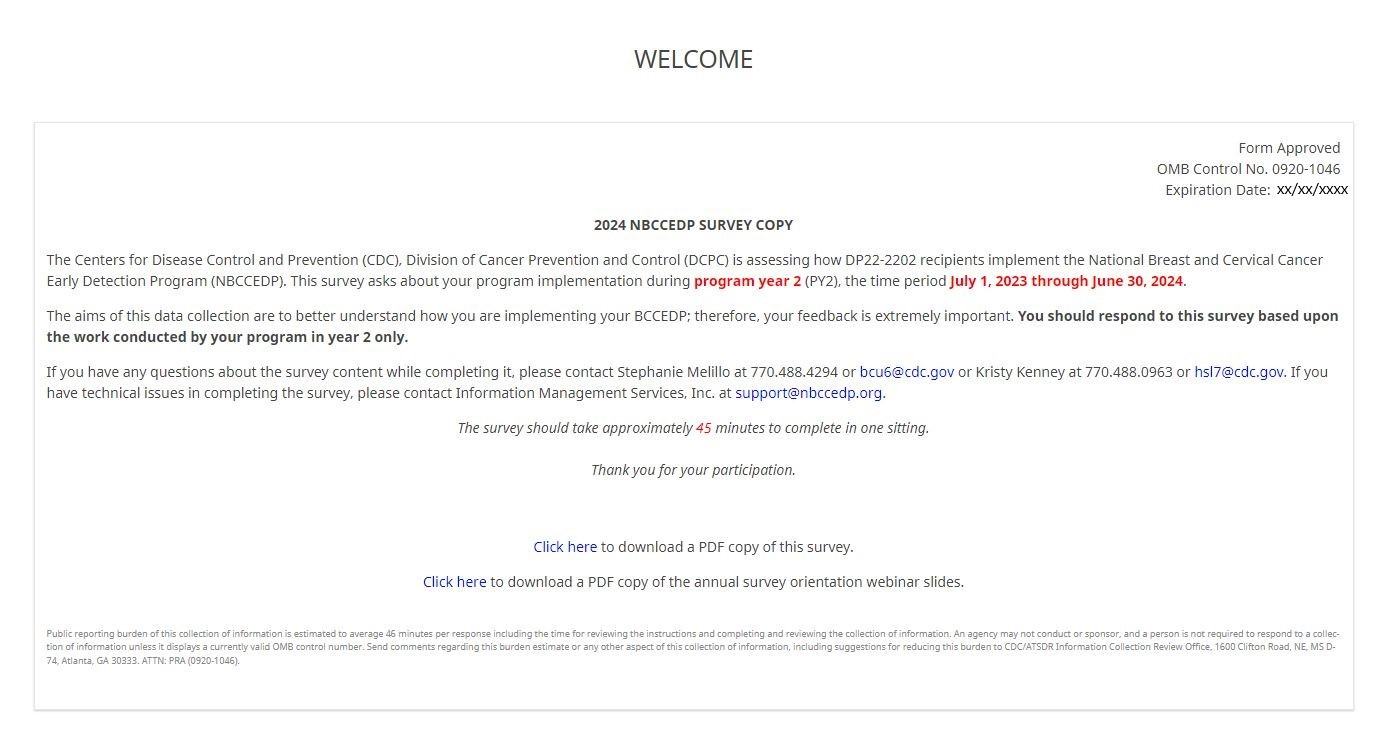 WELCOME
Form Approved
OMB Control No. 0920-1046
Expiration Date: xx/xx/xxxx
2024 NBCCEDP SURVEY COPY
The Centers for Disease Control and Prevention (CDC), Division of Cancer Prevention and Control (DCPC) is assessing how DP22-2202 recipients implement the National Breast and Cervical Cancer
Early Detection Program (NBCCEDP). This survey asks about your program implementation during program year 2 (PY2), the time period July 1, 2023 through June 30, 2024.
The aims of this data collection are to better understand how you are implementing your BCCEDP; therefore, your feedback is extremely important. You should respond to this survey based upon
the work conducted by your program in year 2 only.
If you have any questions about the survey content while completing it, please contact Stephanie Melillo at 770.488.4294 or bcu6@cdc.gov or Kristy Kenney at 770.488.0963 or hsl7@cdc.gov. If you
have technical issues in completing the survey, please contact Information Management Services, Inc. at support@nbccedp.org.
The survey should take approximately 45 minutes to complete in one sitting.
Thank you for your participation.
Click here to download a PDF copy of this survey.
Click here to download a PDF copy of the annual survey orientation webinar slides.
Public reporting burden of this collection of information is estimated to average 46 minutes per response including the time for reviewing the instructions and completing and reviewing the collection of information. An agency may not conduct or sponsor, and a person is not required to respond to a collec-
tion of information unless it displays a currently valid OMB control number. Send comments regarding this burden estimate or any other aspect of this collection of information, including suggestions for reducing this burden to CDC/ATSDR Information Collection Review Office, 1600 Clifton Road, NE, MS D-
74, Atlanta, GA 30333. ATTN: PRA (0920-1046).